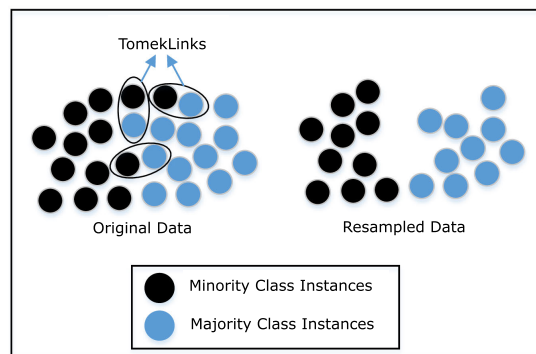 TomekLinks
Original Data
Resampled Data
Minority Class Instances
Majority Class Instances